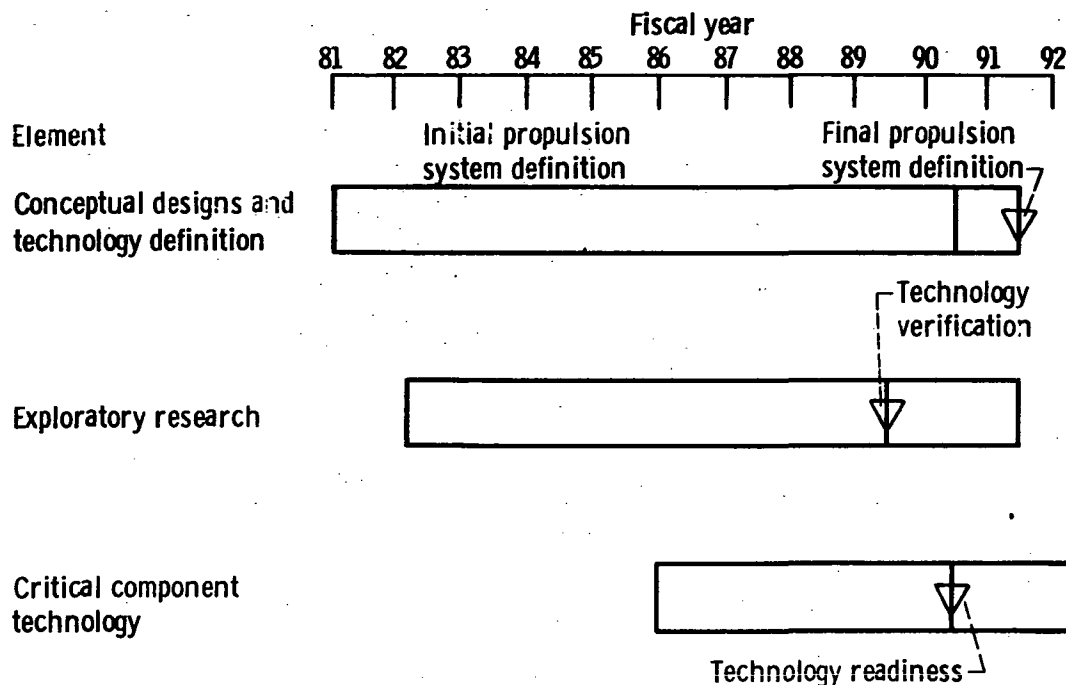 Fiscal year
81 82 83 84 85 86 87 88 89 90 91 92
Element
Initial propulsion
system definition
Final propulsion
system definition
Conceptual designs and
technology definition
Technology
verification
Exploratory research
Critical component
technology
Technology readiness